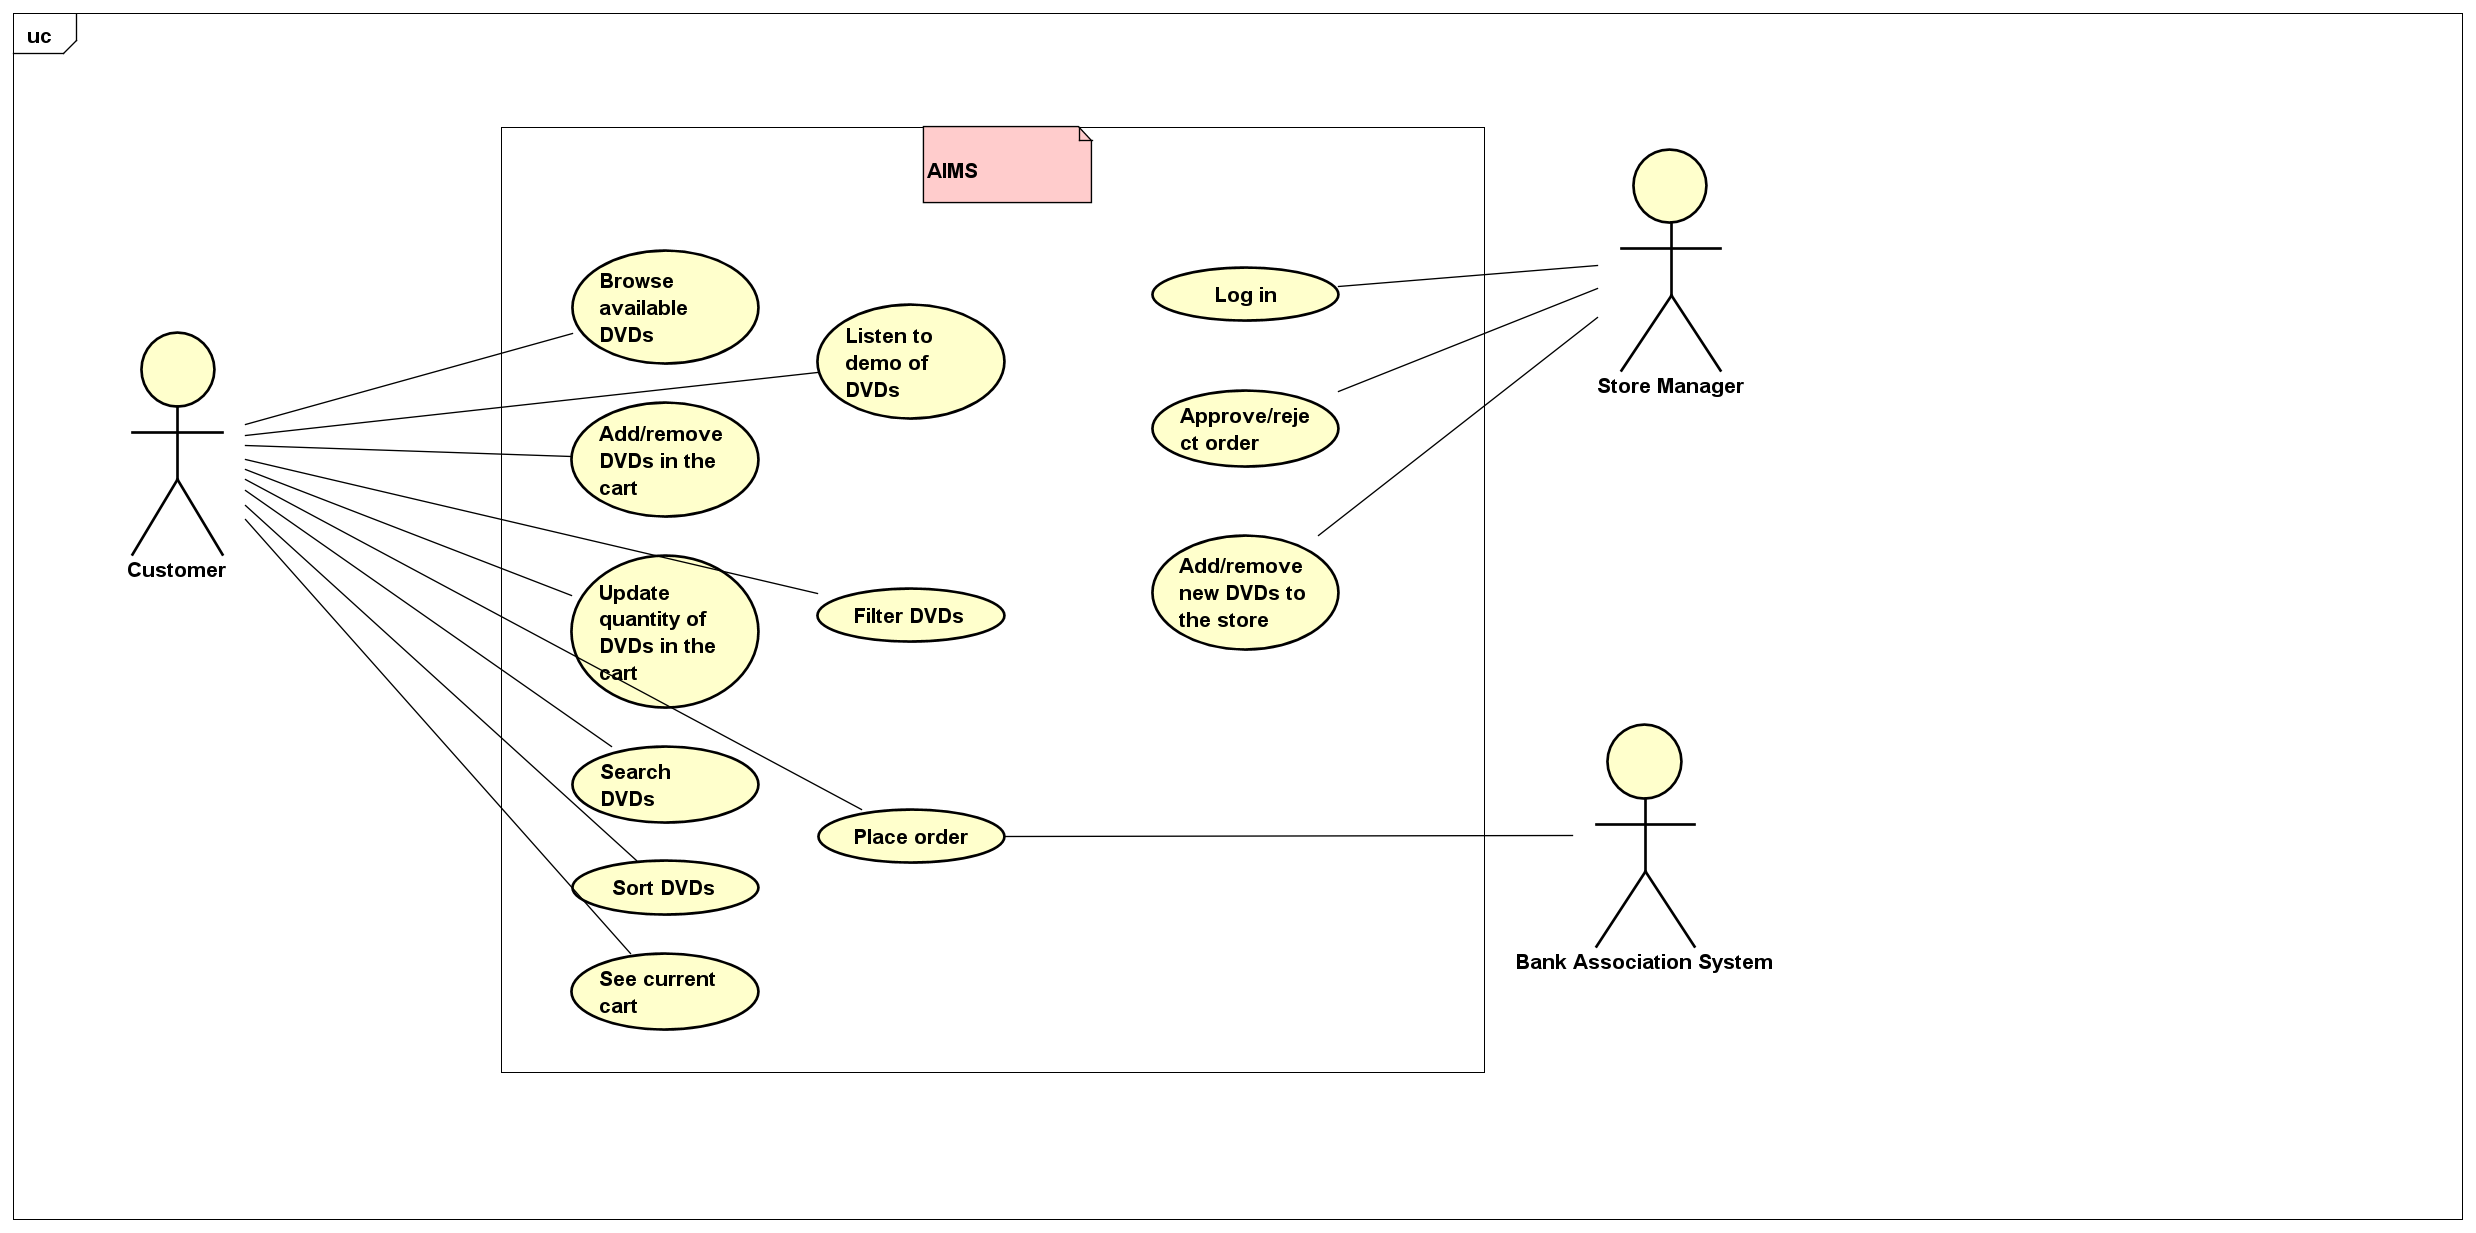 uc
AIMS
Browse
available
DVDs
Listen to
demo of
DVDs
Log in
Store Manager
Add/remove
DVDs in the
cart
Approve/reje
ct order
Customer
Update
quantity of
DVDs in the
cart
Filter DVDs
Add/remove
new DVDs to
the store
Search
DVDs
Place order
Sort DVDs
Bank Association System
See current
cart